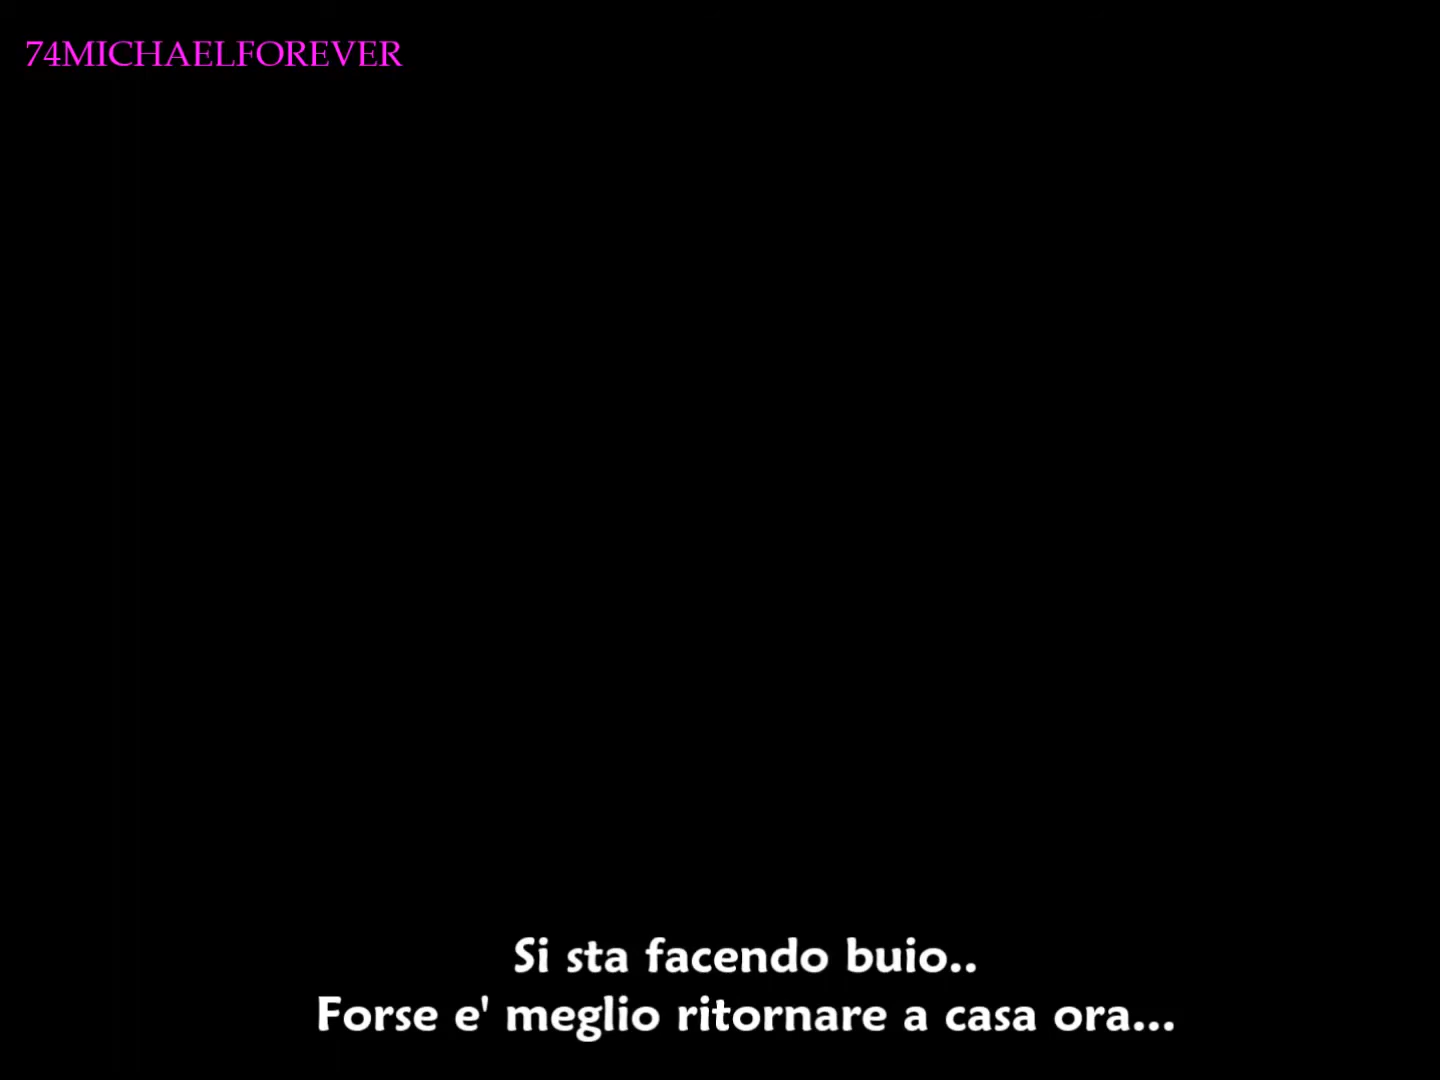 74MICHAELFOREVER
Si sta facendo buio..
Forse e' meglio ritornare a casa ora...